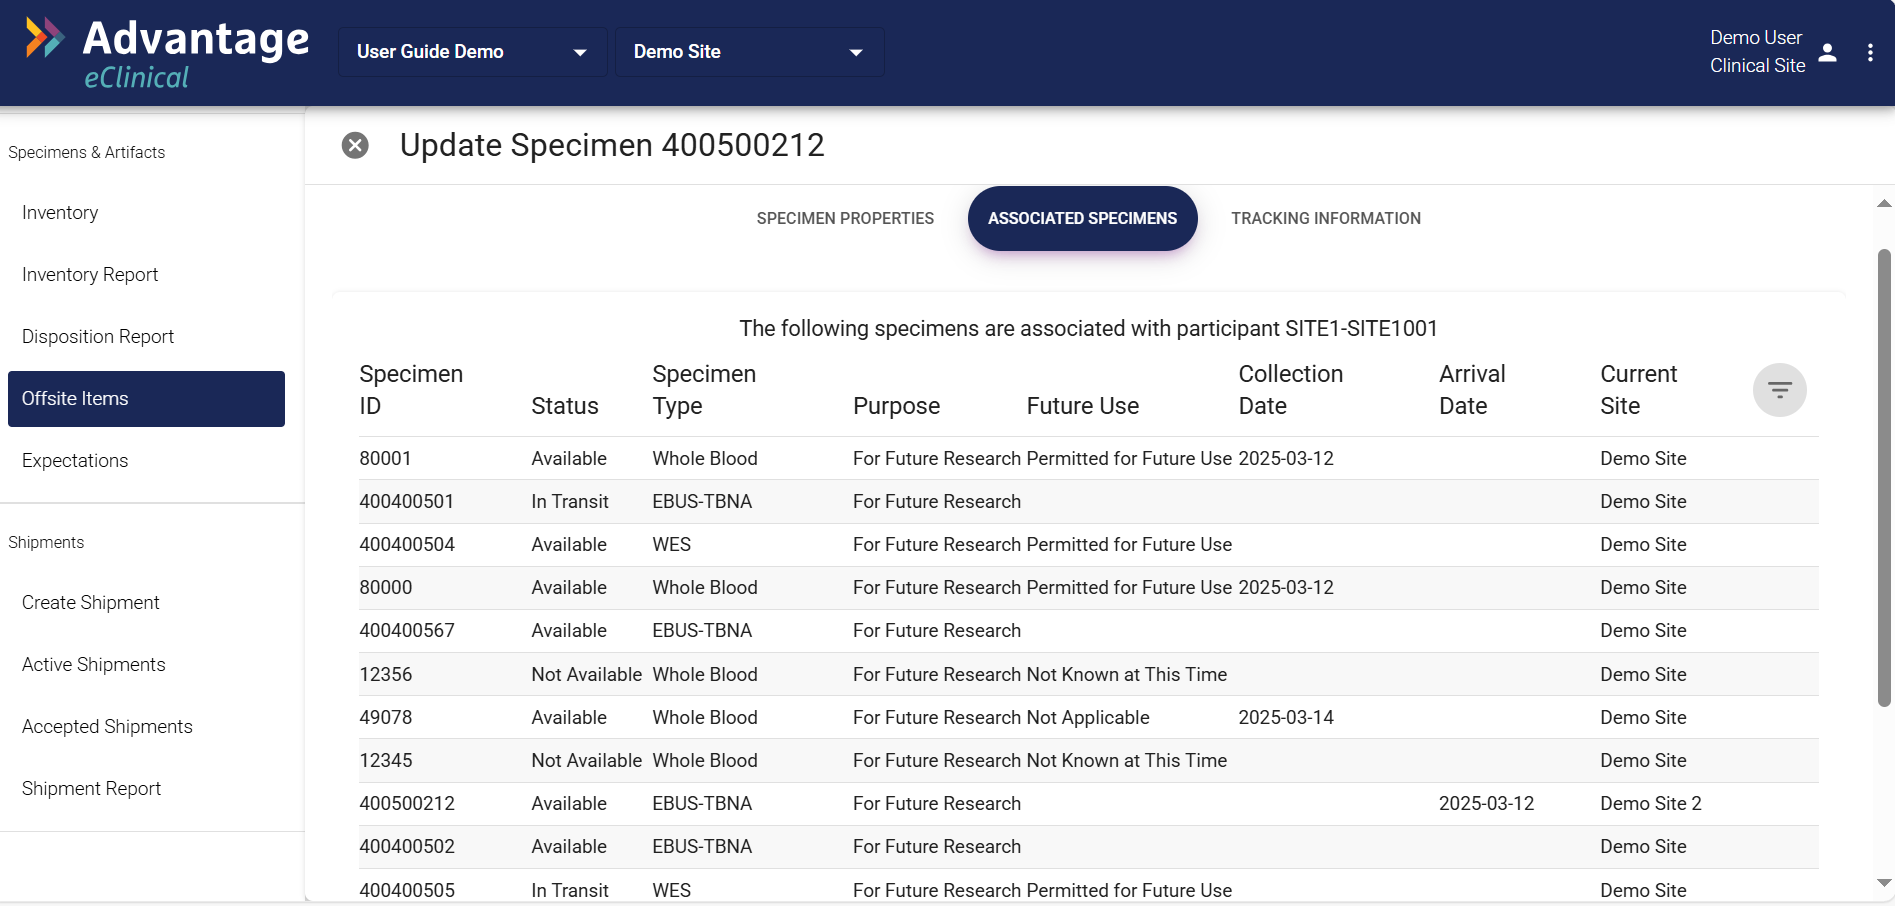 Advantage
eClinical
User Guide Demo
Demo Site
Demo User
Clinical Site
Specimens & Artifacts
Inventory
Inventory Report
Disposition Report
Offsite Items
Expectations
Shipments
Create Shipment
Active Shipments
Accepted Shipments
Shipment Report
Update Specimen 400500212
SPECIMEN PROPERTIES
ASSOCIATED SPECIMENS
TRACKING INFORMATION
The following specimens are associated with participant SITE1-SITE1001
Specimen ID Status Specimen Type Purpose Future Use Collection Date Arrival Date Current Site
80001 Available Whole Blood For Future Research Permitted for Future Use 2025-03-12 Demo Site
400400501 In Transit EBUS-TBNA For Future Research Demo Site
400400504 Available WES For Future Research Permitted for Future Use Demo Site
80000 Available Whole Blood For Future Research Permitted for Future Use 2025-03-12 Demo Site
400400567 Available EBUS-TBNA For Future Research Demo Site
12356 Not Available Whole Blood For Future Research Not Known at This Time Demo Site
49078 Available Whole Blood For Future Research Not Applicable 2025-03-14 Demo Site
12345 Not Available Whole Blood For Future Research Not Known at This Time Demo Site
400500212 Available EBUS-TBNA For Future Research 2025-03-12 Demo Site 2
400400502 Available EBUS-TBNA For Future Research Demo Site
400400505 In Transit WES For Future Research Permitted for Future Use Demo Site